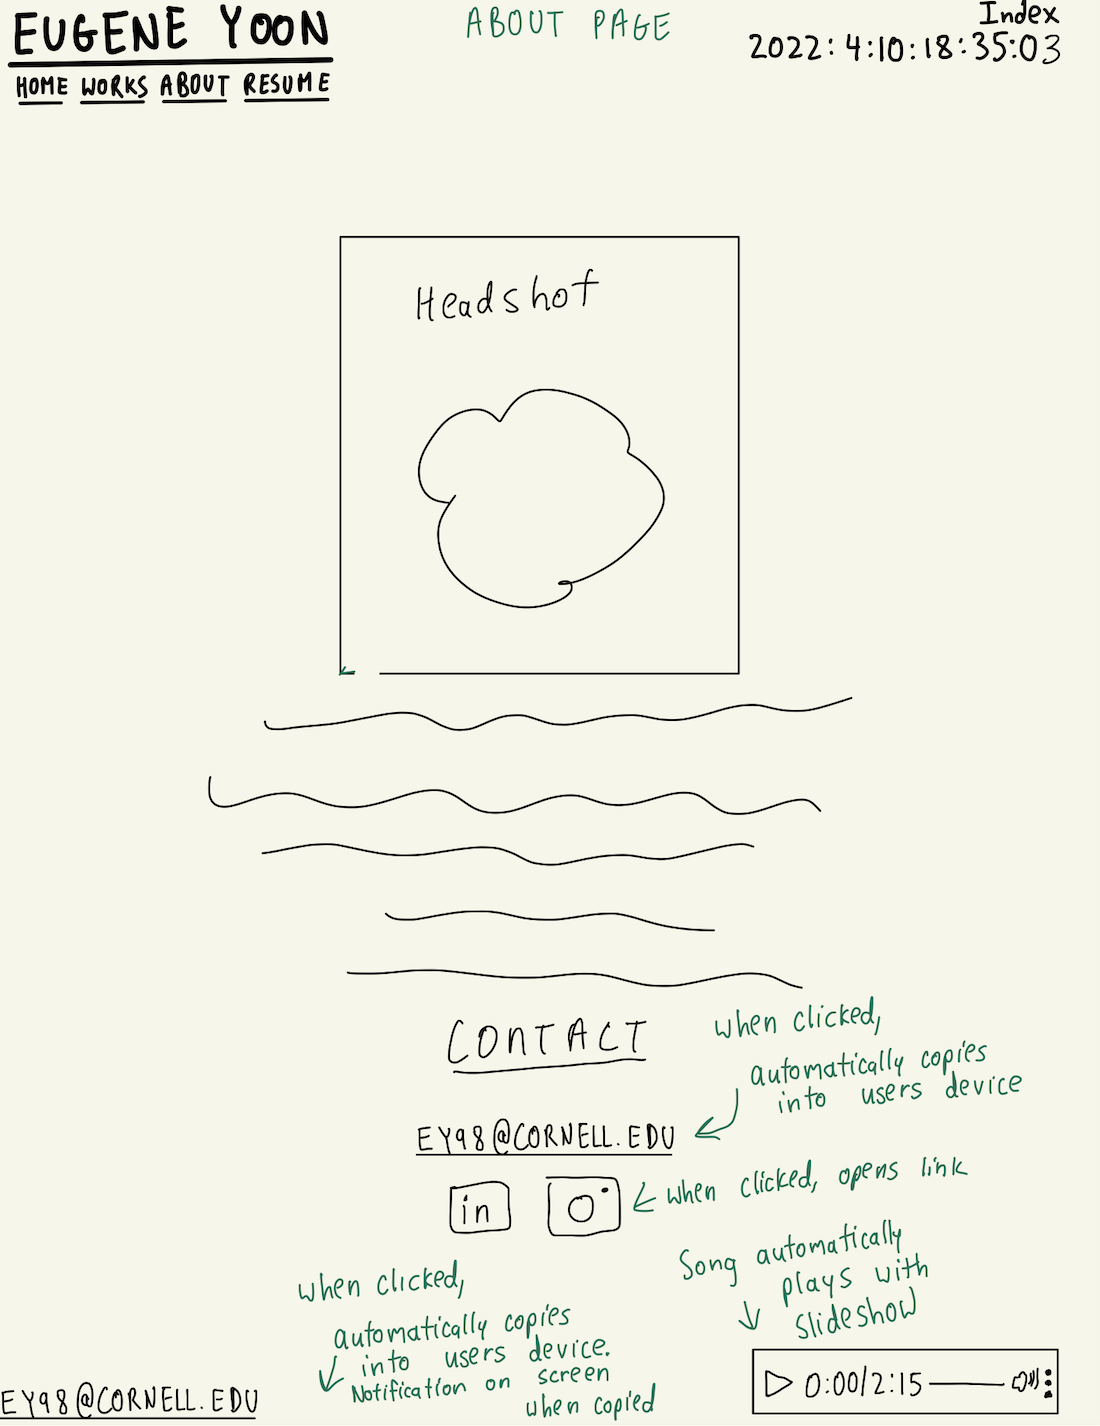 EUGENE YOON
HOME WORKS ABOUT RESUME
ABOUT PAGE
Index
2022:4:10:18:35:03
Headshot
CONTACT
when clicked,
automatically copies
into users device
EY98@CORNELL.EDU
in
when clicked, opens link
Song automatically
plays with
slideshow
when clicked,
automatically copies
into users device.
Notification on screen
when copied
EY98@CORNELL.EDU
0:00/2:15